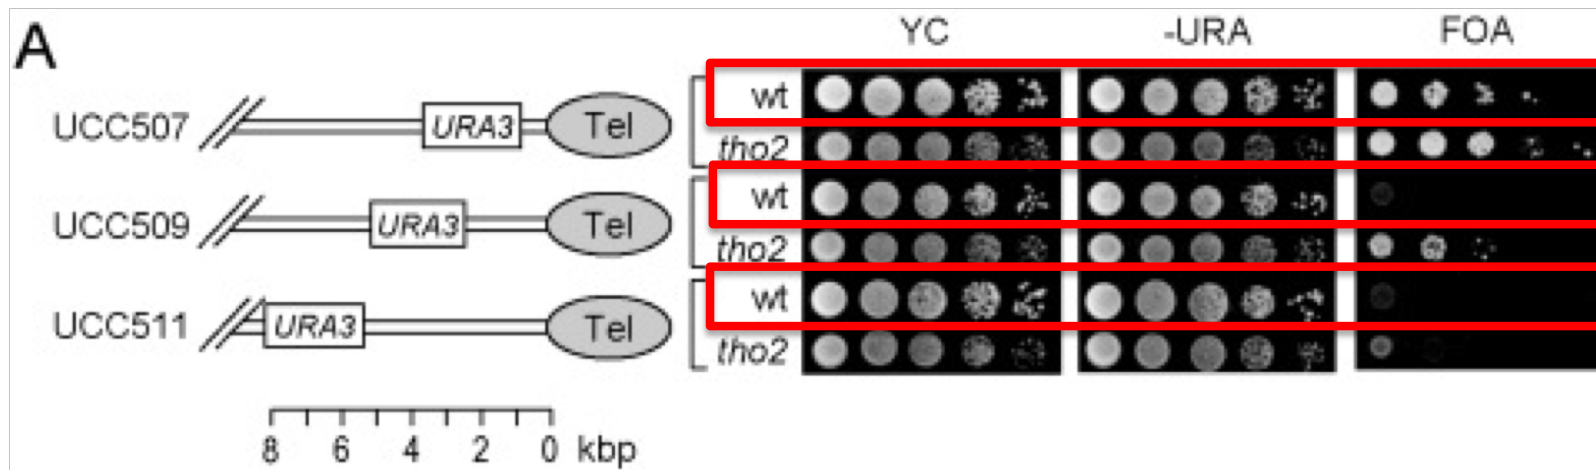 A
YC -URA FOA
UCC507 URA3 Tel wt
tho2
UCC509 URA3 Tel wt
tho2
UCC511 URA3 Tel wt
tho2
8 6 4 2 0 kbp